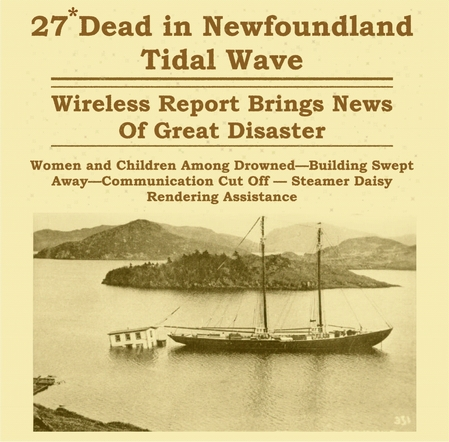 27*Dead in Newfoundland
Tidal Wave
Wireless Report Brings News
Of Great Disaster
Women and Children Among Drowned—Building Swept
Away—Communication Cut Off — Steamer Daisy
Rendering Assistance